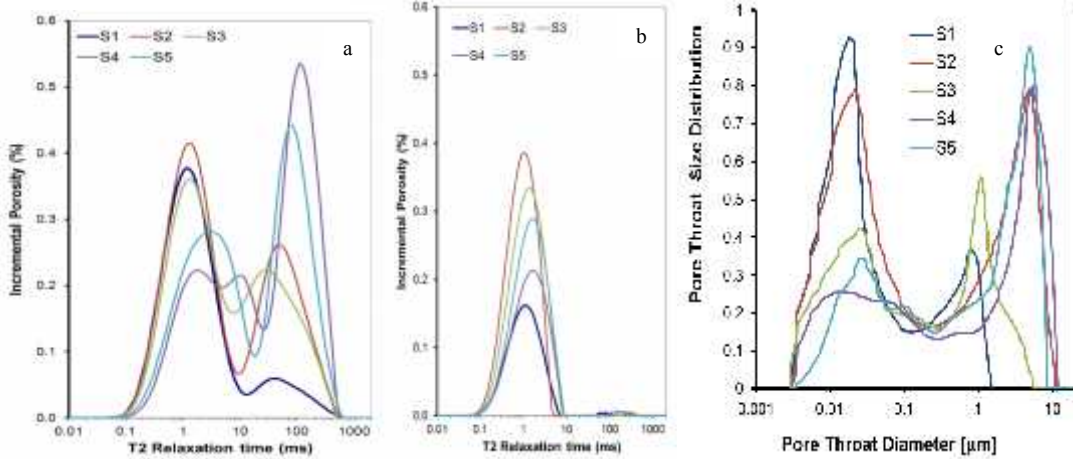 a
S1 S2 S3
S4 S5
0.6
0.5
0.4
0.3
0.2
0.1
0.0
Incremental Porosity (%)
0.01 0.1 1 10 100 1000
T2 Relaxation time (ms)
b
S1 S2 S3
S4 S5
0.6
0.5
0.4
0.3
0.2
0.1
0.0
Incremental Porosity (%)
0.01 0.1 1 10 100 1000
T2 Relaxation time (ms)
c
S1
S2
S3
S4
S5
1
0.9
0.8
0.7
0.6
0.5
0.4
0.3
0.2
0.1
0
Pore Throat Size Distribution
0.001 0.01 0.1 1 10
Pore Throat Diameter [μm]